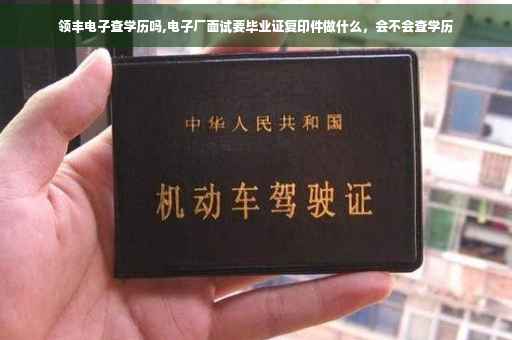 领丰电子查学历吗,电子厂面试要毕业证复印件做什么，会不会查学历
中华人民共和国
机动车驾驶证